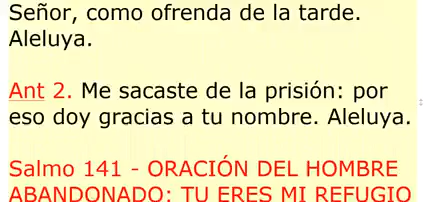 Señor, como ofrenda de la tarde.
Aleluya.
Ant 2. Me sacaste de la prisión: por
eso doy gracias a tu nombre. Aleluya.
Salmo 141 - ORACIÓN DEL HOMBRE
ABANDONADO: TU ERES MI REFUGIO